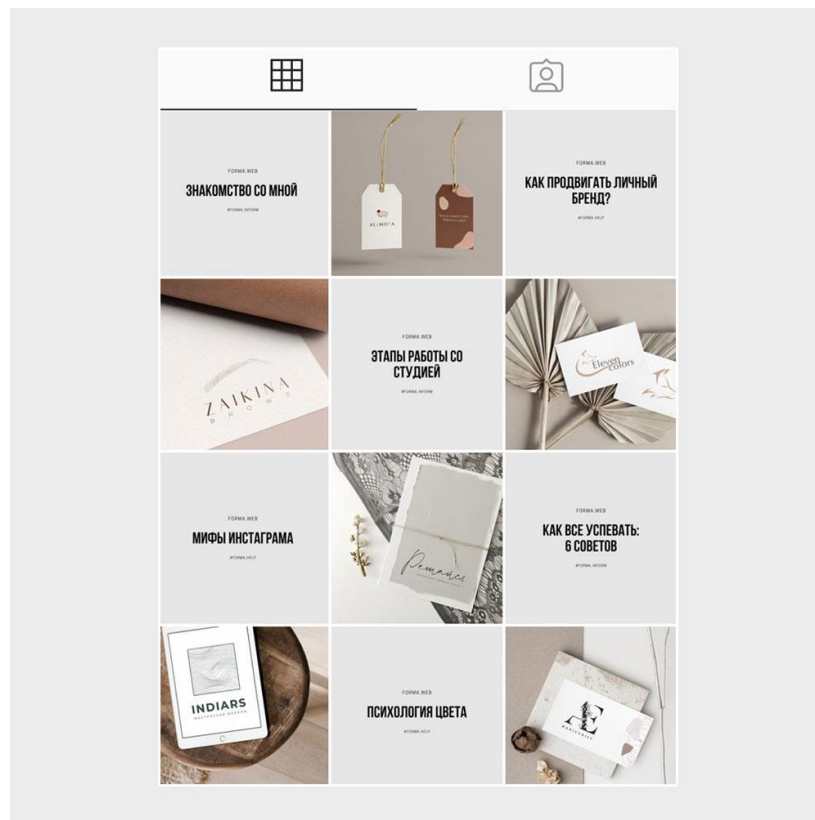 FORMA.WEB
ЗНАКОМСТВО СО МНОЙ
#FORMA_INFORM
FORMA.WEB
КАК ПРОДВИГАТЬ ЛИЧНЫЙ
БРЕНД?
#FORMA_HELP
ZAIKINA
BROWS
FORMA.WEB
ЭТАПЫ РАБОТЫ СО
СТУДИЕЙ
#FORMA_INFORM
Eleven
colors
FORMA.WEB
МИФЫ ИНСТАГРАМА
#FORMA_HELP
FORMA.WEB
КАК ВСЕ УСПЕВАТЬ:
6 СОВЕТОВ
#FORMA_INFORM
INDIARS
МАСТЕРСКАЯ МЕБЕЛИ
FORMA.WEB
ПСИХОЛОГИЯ ЦВЕТА
#FORMA_HELP
Æ